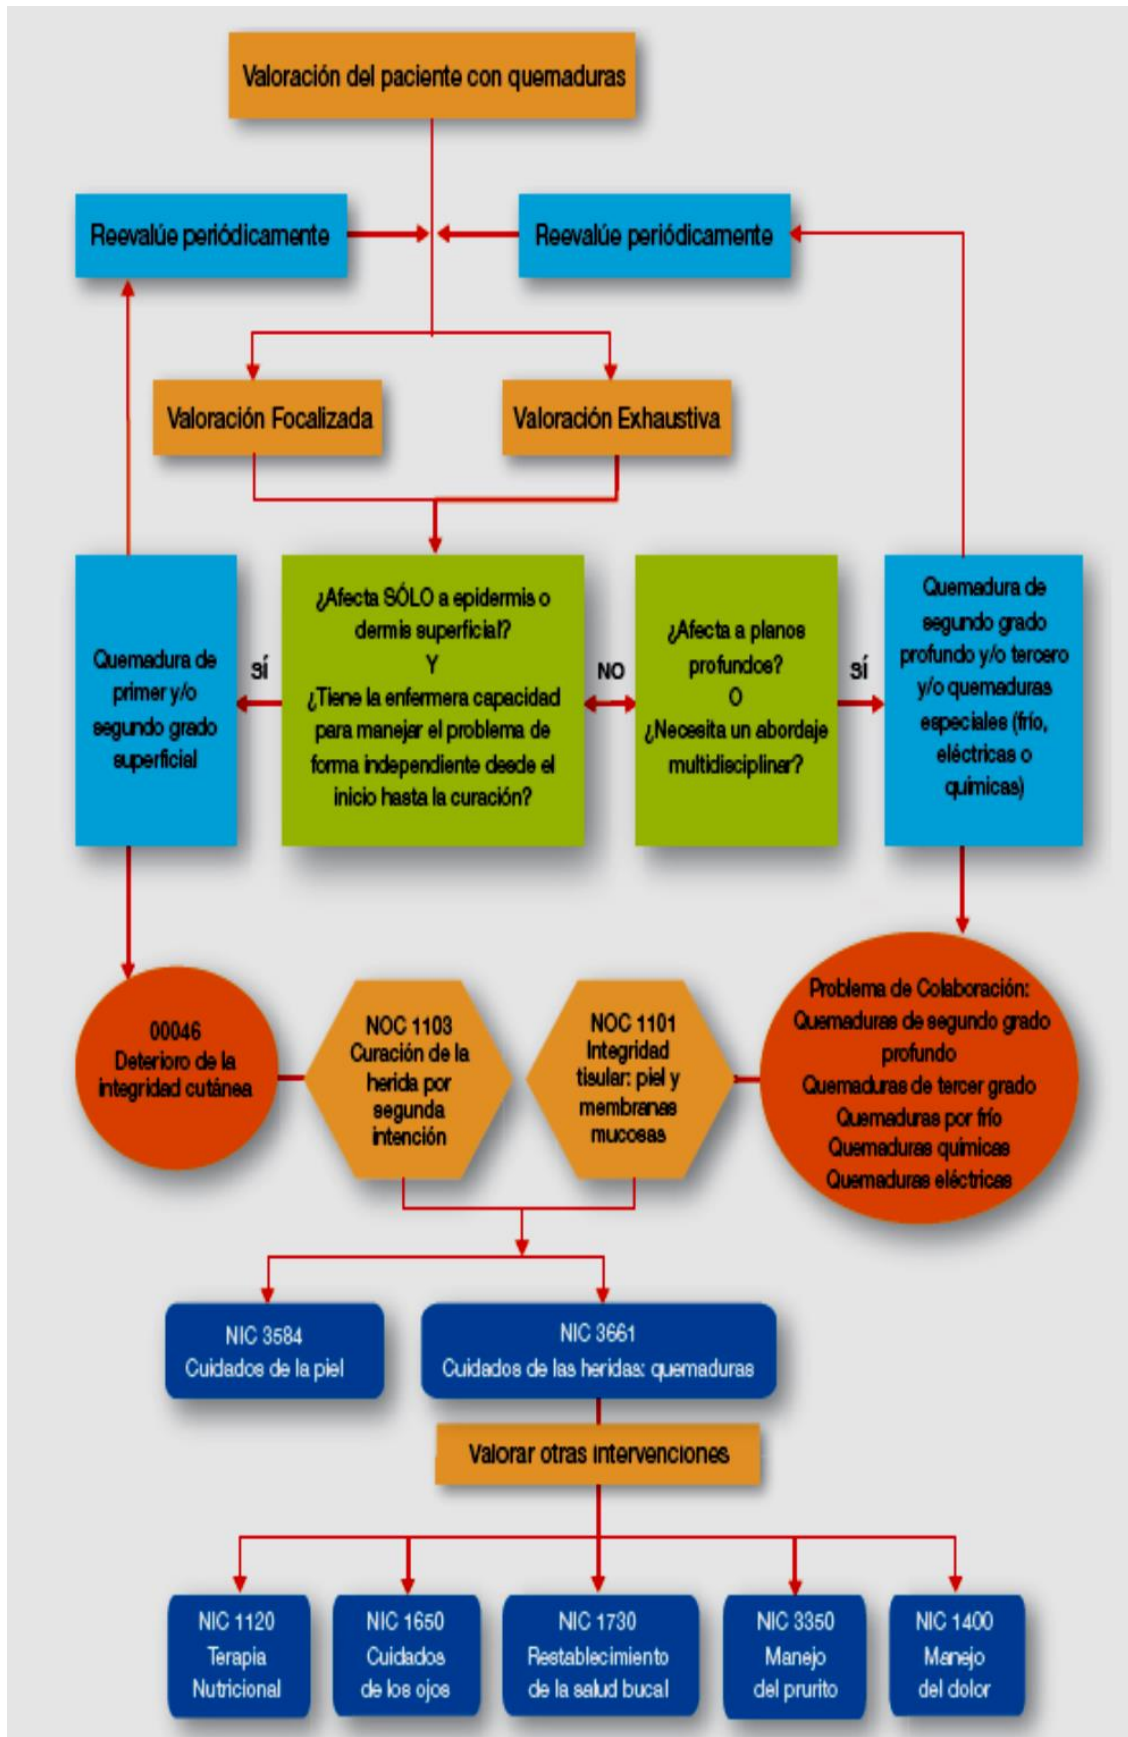 Valoración del paciente con quemaduras
Reevalúe periódicamente
Reevalúe periódicamente
Valoración Focalizada
Valoración Exhaustiva
Quemadura de
primer y/o
segundo grado
superficial
SÍ
¿Afecta SÓLO a epidermis o
dermis superficial?
Y
¿Tiene la enfermera capacidad
para manejar el problema de
forma independiente desde el
inicio hasta la curación?
NO
¿Afecta a planos
profundos?
O
¿Necesita un abordaje
multidisciplinar?
SÍ
Quemadura de
segundo grado
profundo y/o tercero
y/o quemaduras
especiales (frío,
eléctricas o
químicas)
00046
Deterioro de la
integridad cutánea
NOC 1103
Curación de la
herida por
segunda
intención
NOC 1101
Integridad
tisular: piel y
membranas
mucosas
Problema de Colaboración:
Quemaduras de segundo grado
profundo
Quemaduras de tercer grado
Quemaduras por frío
Quemaduras químicas
Quemaduras eléctricas
NIC 3584
Cuidados de la piel
NIC 3661
Cuidados de las heridas: quemaduras
Valorar otras intervenciones
NIC 1120
Terapia
Nutricional
NIC 1650
Cuidados
de los ojos
NIC 1730
Restablecimiento
de la salud bucal
NIC 3350
Manejo
del prurito
NIC 1400
Manejo
del dolor